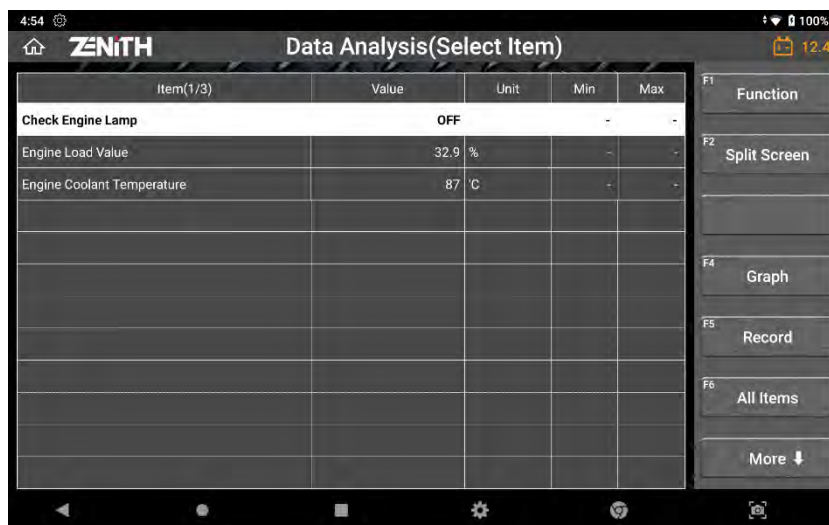 4:54 100%
ZENITH Data Analysis(Select Item) 12.4
Item(1/3) Value Unit Min Max
Check Engine Lamp OFF - -
Engine Load Value 32.9 % - -
Engine Coolant Temperature 87 'C - -
F1 Function
F2 Split Screen
F4 Graph
F5 Record
F6 All Items
More